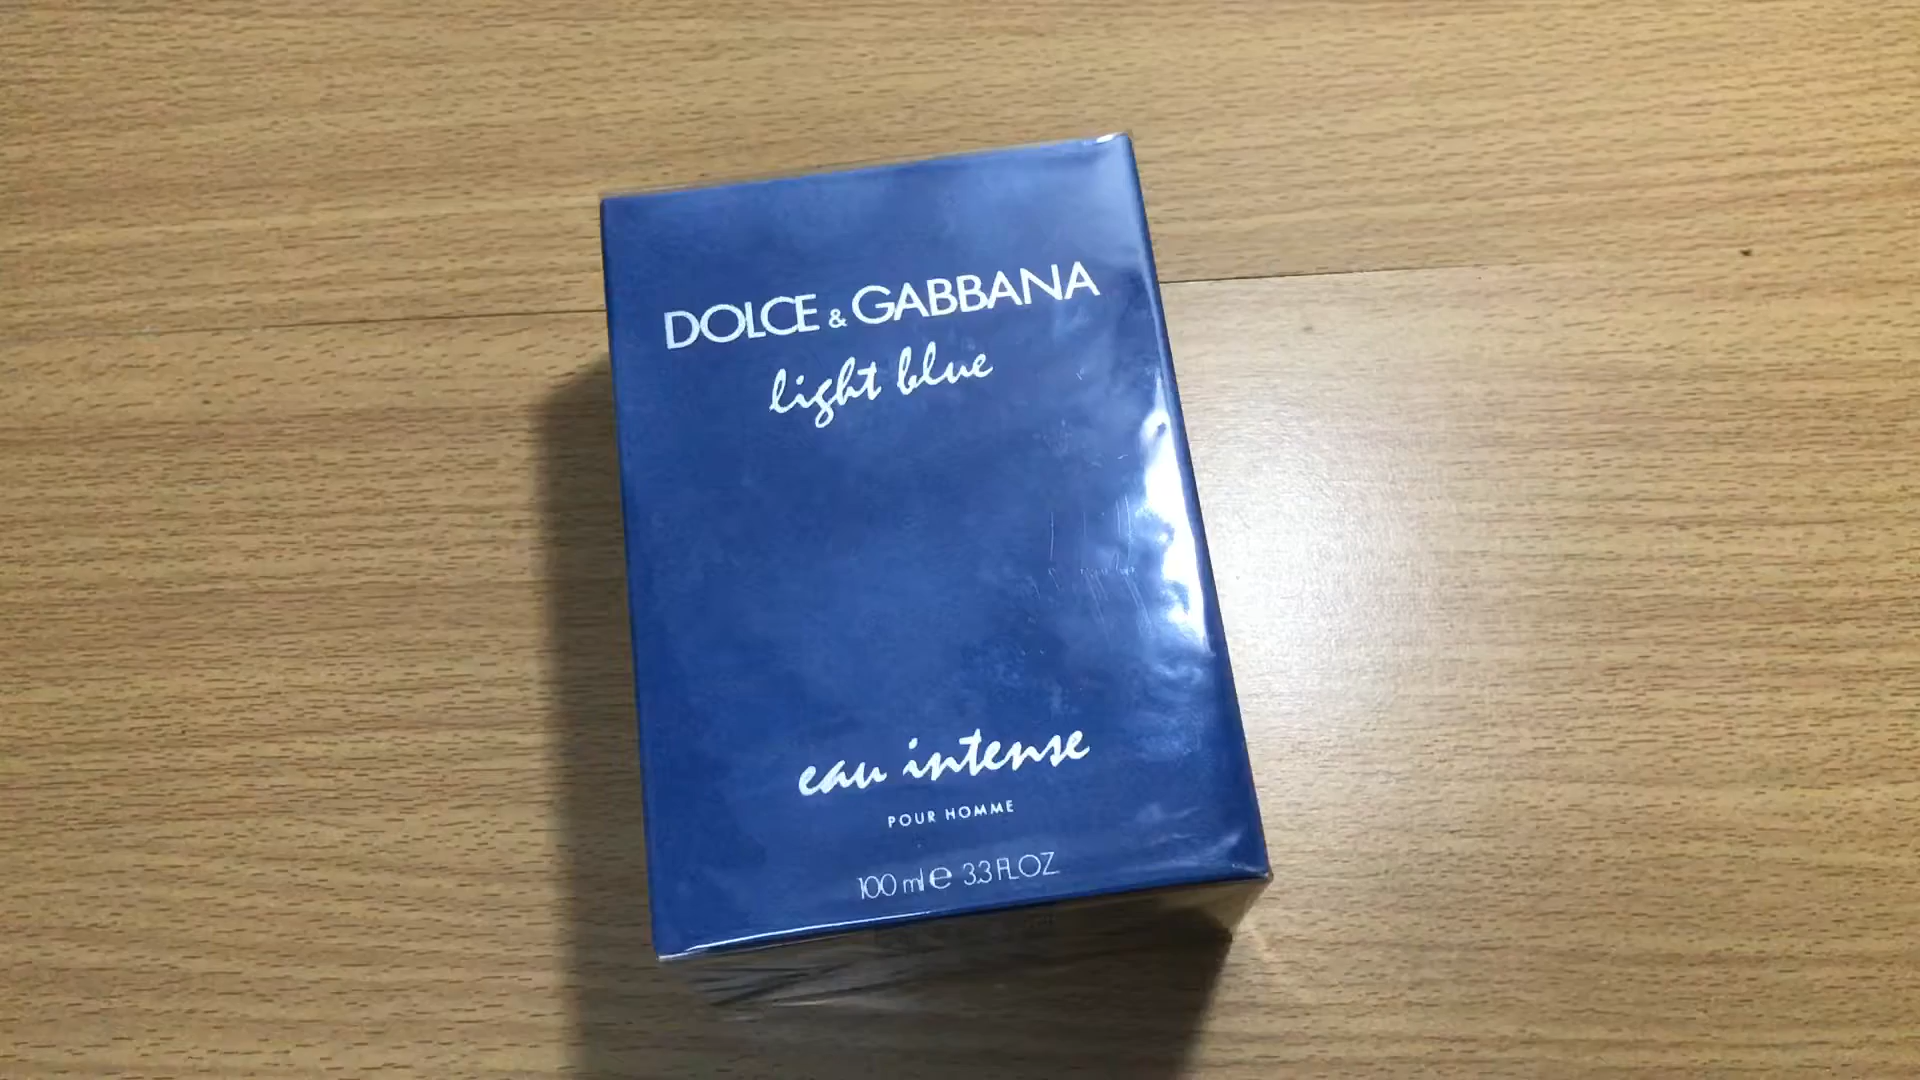 DOLCE & GABBANA
light blue
eau intense
POUR HOMME
100 ml e 3.3 FL.OZ.